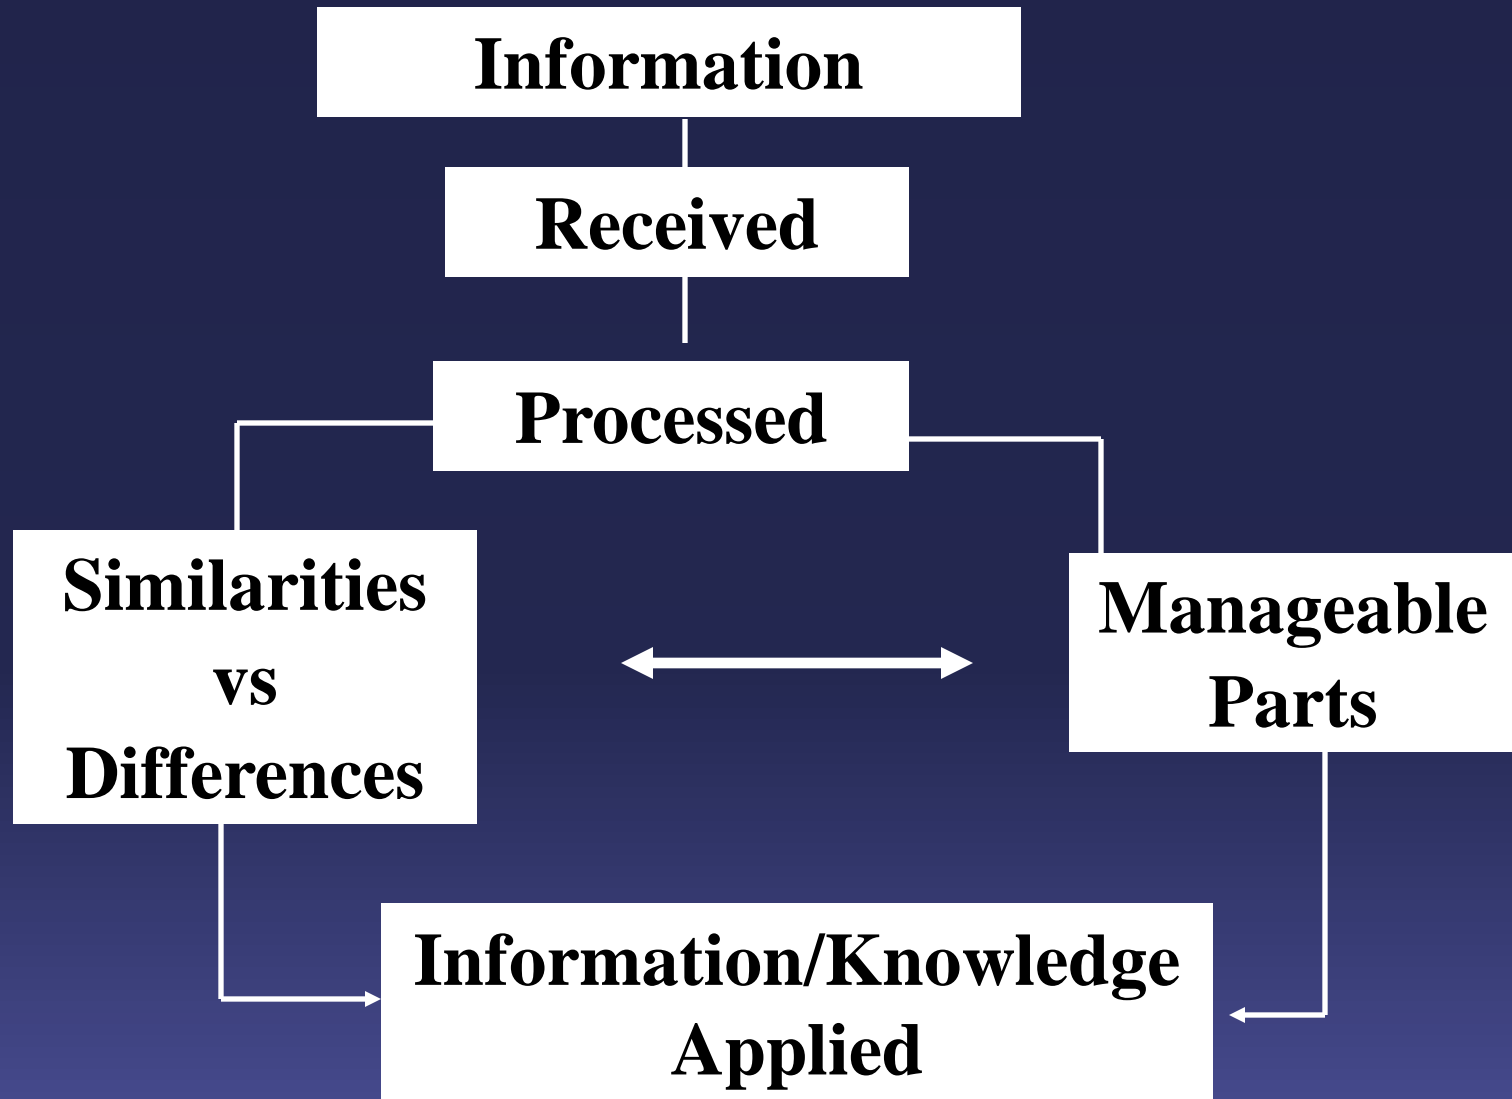 Information
Received
Processed
Similarities
vs
Differences
Manageable
Parts
Information/Knowledge
Applied